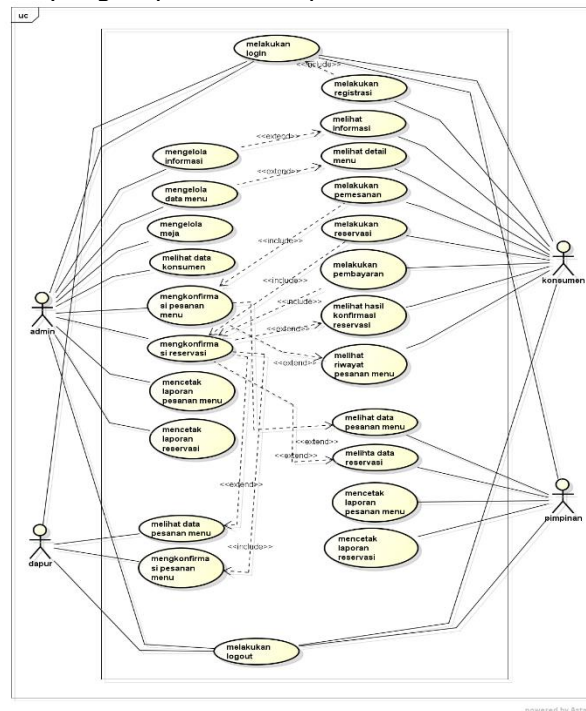 uc
melakukan
login
<<include>>
melakukan
registrasi
melihat
informasi
<<extend>>
mengelola
informasi
melihat detail
menu
<<extend>>
mengelola
data menu
melakukan
pemesanan
mengelola
meja
melakukan
reservasi
<<include>>
melihat data
konsumen
melakukan
pembayaran
konsumen
mengkonfirma
si pesanan
menu
<<include>>
<<include>>
melihat hasil
konfirmasi
reservasi
admin
<<extend>>
mengkonfirma
si reservasi
<<extend>>
melihat
riwayat
pesanan menu
mencetak
laporan
pesanan menu
melihat data
pesanan menu
mencetak
laporan
reservasi
<<extend>>
<<extend>>
melihta data
reservasi
<<extend>>
mencetak
laporan
pesanan menu
pimpinan
melihat data
pesanan menu
mencetak
laporan
reservasi
<<include>>
mengkonfirma
si pesanan
menu
dapur
melakukan
logout
powered by Asta